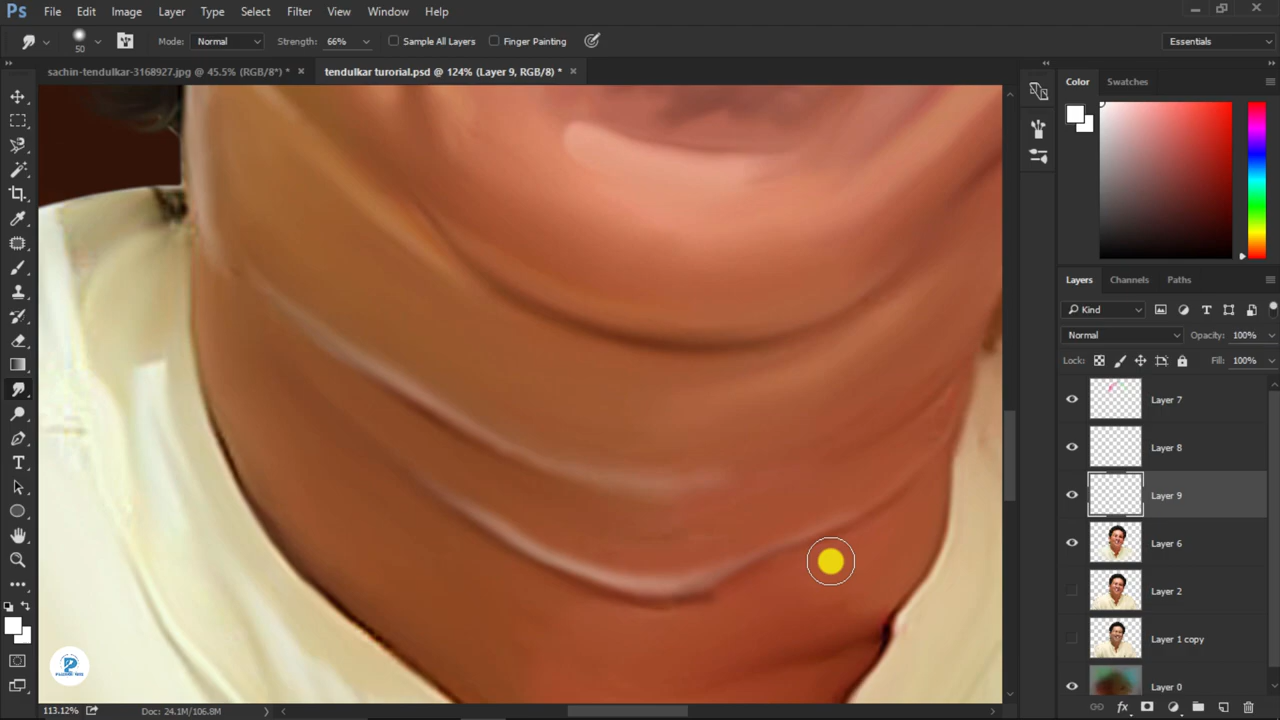 Ps File Edit Image Layer Type Select Filter View Window Help
50 Mode: Normal Strength: 66% Sample All Layers Finger Painting Essentials
sachin-tendulkar-3168927.jpg @ 45.5% (RGB/8*) * × tendulkar turorial.psd @ 124% (Layer 9, RGB/8) * ×
Color Swatches
Layers Channels Paths
Kind
Normal Opacity: 100%
Lock: Fill: 100%
Layer 7
Layer 8
Layer 9
Layer 6
Layer 2
Layer 1 copy
Layer 0
113.12% Doc: 24.1M/106.8M